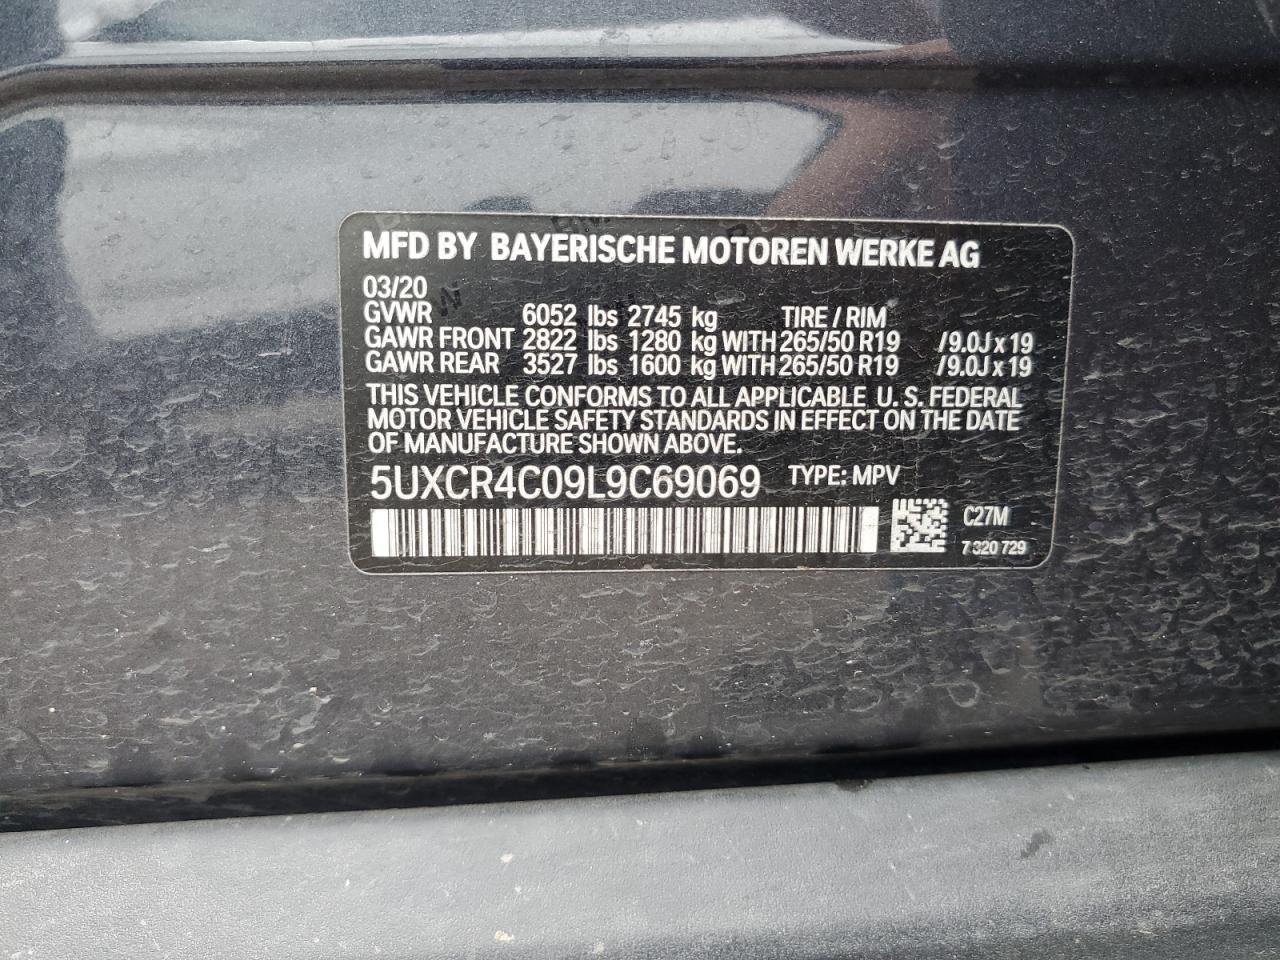 MFD BY BAYERISCHE MOTOREN WERKE AG
03/20
GVWR 6052 lbs 2745 kg TIRE / RIM
GAWR FRONT 2822 lbs 1280 kg WITH 265/50 R19 /9.0J x 19
GAWR REAR 3527 lbs 1600 kg WITH 265/50 R19 /9.0J x 19
THIS VEHICLE CONFORMS TO ALL APPLICABLE U. S. FEDERAL
MOTOR VEHICLE SAFETY STANDARDS IN EFFECT ON THE DATE
OF MANUFACTURE SHOWN ABOVE.
5UXCR4C09L9C69069 TYPE: MPV
C27M
7 320 729